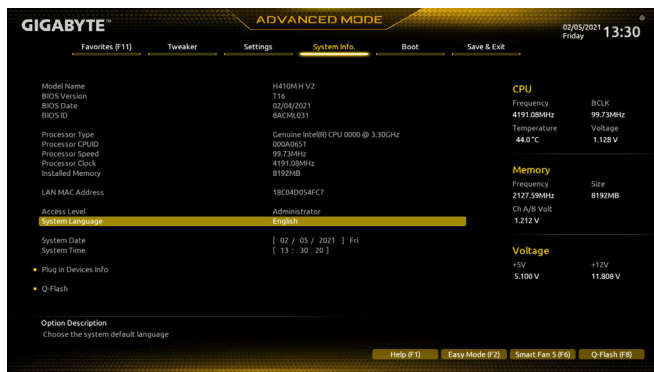 GIGABYTE™
ADVANCED MODE
02/05/2021 Friday 13:30
Favorites (F11) Tweaker Settings System Info. Boot Save & Exit
Model Name H410M H V2
BIOS Version T16
BIOS Date 02/04/2021
BIOS ID 8ACML031
Processor Type Genuine Intel(R) CPU 0000 @ 3.30GHz
Processor CPUID 000A0651
Processor Speed 99.73MHz
Processor Clock 4191.08MHz
Installed Memory 8192MB
LAN MAC Address 18C04D054FC7
Access Level Administrator
System Language English
System Date [ 02 / 05 / 2021 ] Fri
System Time [ 13 : 30 : 20 ]
Plug in Devices Info
Q-Flash
CPU
Frequency BCLK
4191.08MHz 99.73MHz
Temperature Voltage
44.0 °C 1.128 V
Memory
Frequency Size
2127.59MHz 8192MB
Ch A/B Volt
1.212 V
Voltage
+5V +12V
5.100 V 11.808 V
Option Description
Choose the system default language
Help (F1) Easy Mode (F2) Smart Fan 5 (F6) Q-Flash (F8)